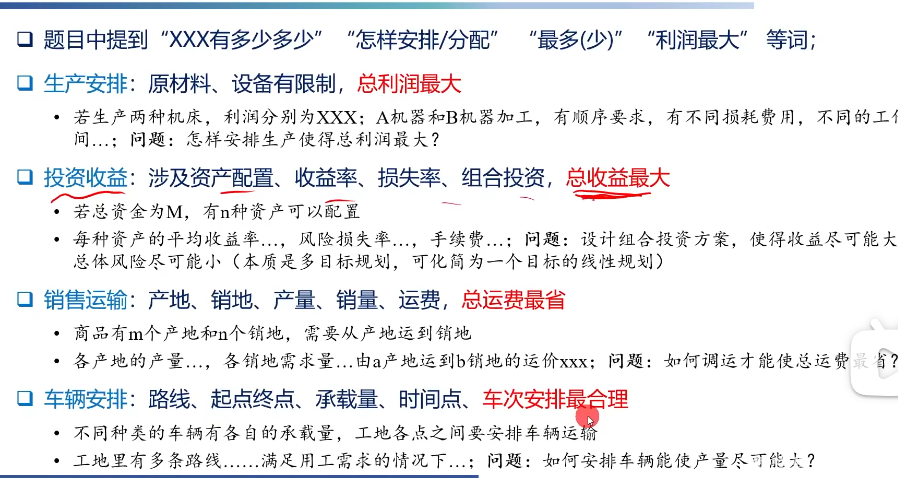 题目中提到“XXX有多少多少”“怎样安排/分配”“最多(少)”“利润最大” 等词；
生产安排：原材料、设备有限制，总利润最大
• 若生产两种机床，利润分别为XXX；A机器和B机器加工，有顺序要求，有不同损耗费用，不同的工作
间…；问题：怎样安排生产使得总利润最大？
投资收益：涉及资产配置、收益率、损失率、组合投资，总收益最大
• 若总资金为M，有n种资产可以配置
• 每种资产的平均收益率…，风险损失率…，手续费…；问题：设计组合投资方案，使得收益尽可能大
总体风险尽可能小（本质是多目标规划，可化简为一个目标的线性规划）
销售运输：产地、销地、产量、销量、运费，总运费最省
• 商品有m个产地和n个销地，需要从产地运到销地
• 各产地的产量…，各销地需求量…由a产地运到b销地的运价xxx；问题：如何调运才能使总运费最省？
车辆安排：路线、起点终点、承载量、时间点、车次安排最合理
• 不同种类的车辆有各自的承载量，工地各点之间要安排车辆运输
• 工地里有多条路线……满足用工需求的情况下…；问题：如何安排车辆能使产量尽可能大？